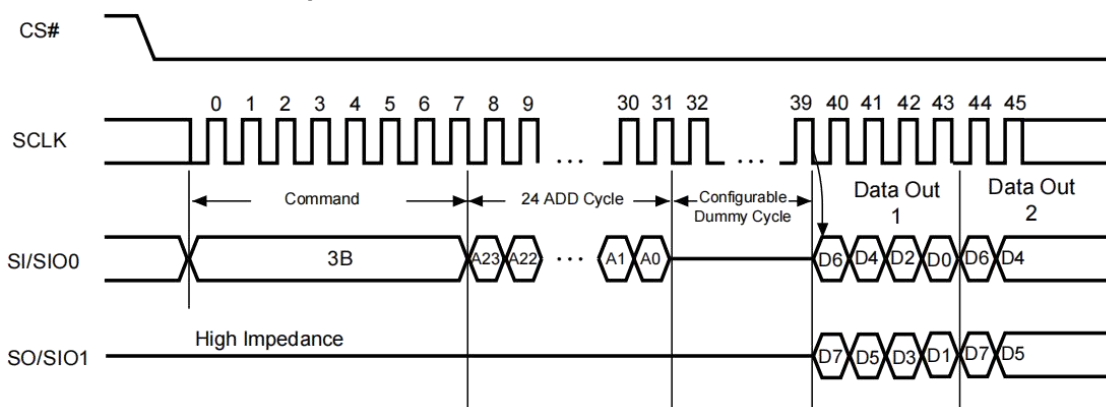 CS#
0 1 2 3 4 5 6 7 8 9 30 31 32 39 40 41 42 43 44 45
SCLK
... ...
Command 24 ADD Cycle Configurable Dummy Cycle Data Out 1 Data Out 2
SI/SIO0 3B A23 A22 ... A1 A0 D6 D4 D2 D0 D6 D4
High Impedance
SO/SIO1 D7 D5 D3 D1 D7 D5